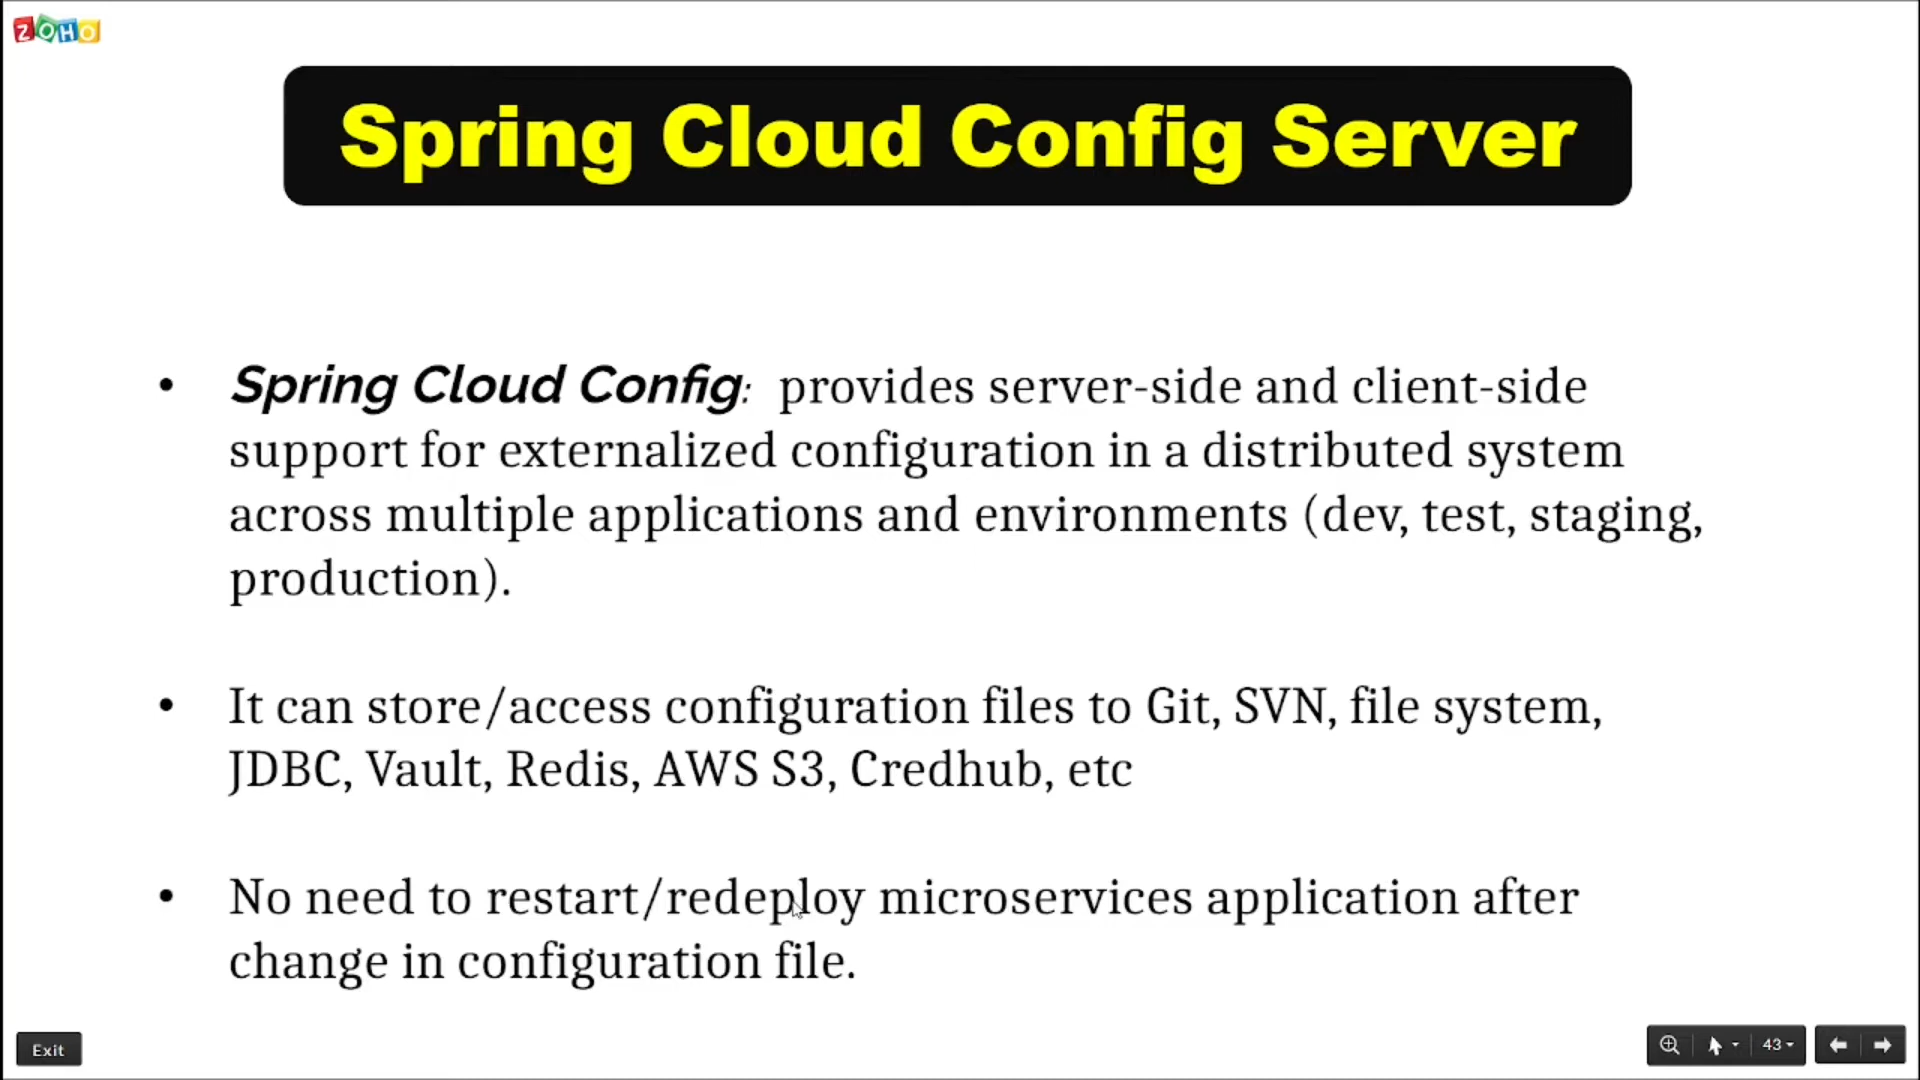 ZOHO
Spring Cloud Config Server
• Spring Cloud Config: provides server-side and client-side
support for externalized configuration in a distributed system
across multiple applications and environments (dev, test, staging,
production).
• It can store/access configuration files to Git, SVN, file system,
JDBC, Vault, Redis, AWS S3, Credhub, etc
• No need to restart/redeploy microservices application after
change in configuration file.
Exit
43